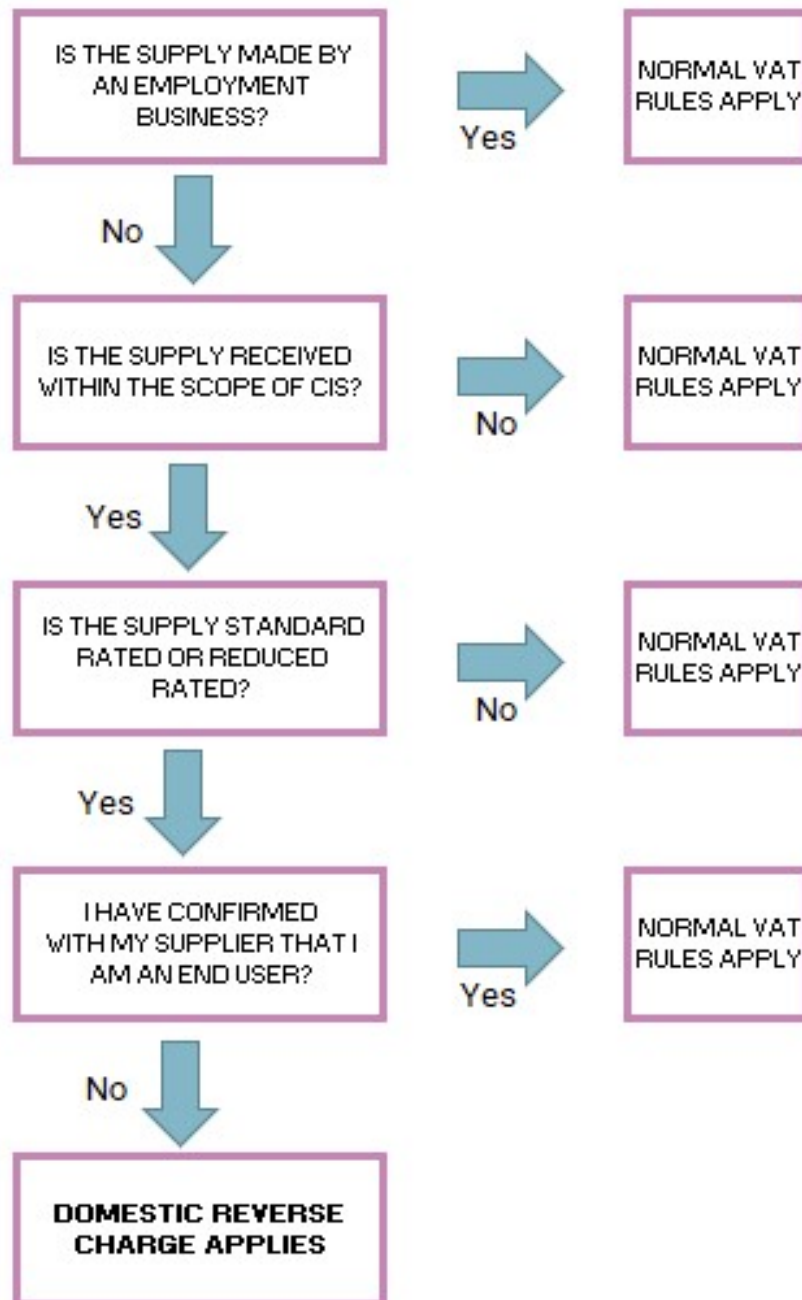 IS THE SUPPLY MADE BY
AN EMPLOYMENT
BUSINESS?
Yes
NORMAL VAT
RULES APPLY
No
IS THE SUPPLY RECEIVED
WITHIN THE SCOPE OF CIS?
No
NORMAL VAT
RULES APPLY
Yes
IS THE SUPPLY STANDARD
RATED OR REDUCED
RATED?
No
NORMAL VAT
RULES APPLY
Yes
I HAVE CONFIRMED
WITH MY SUPPLIER THAT I
AM AN END USER?
Yes
NORMAL VAT
RULES APPLY
No
DOMESTIC REVERSE
CHARGE APPLIES